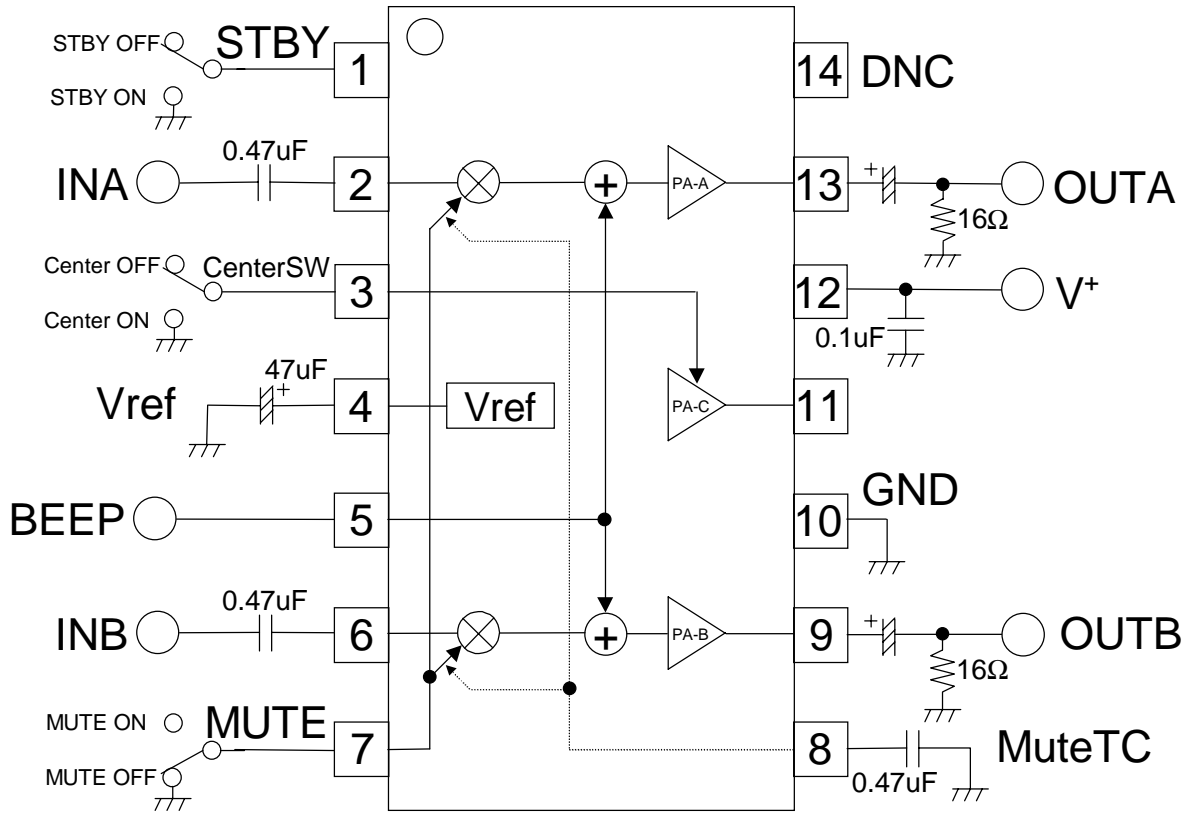 STBY OFF
STBY
1
STBY ON
14
DNC
0.47uF
INA
2
+
PA-A
13
+
OUTA
16Ω
Center OFF
CenterSW
3
Center ON
12
V+
0.1uF
47uF
Vref
+
4
Vref
PA-C
11
BEEP
5
GND
10
0.47uF
INB
6
+
PA-B
9
+
OUTB
16Ω
MUTE ON
MUTE
7
MUTE OFF
8
MuteTC
0.47uF